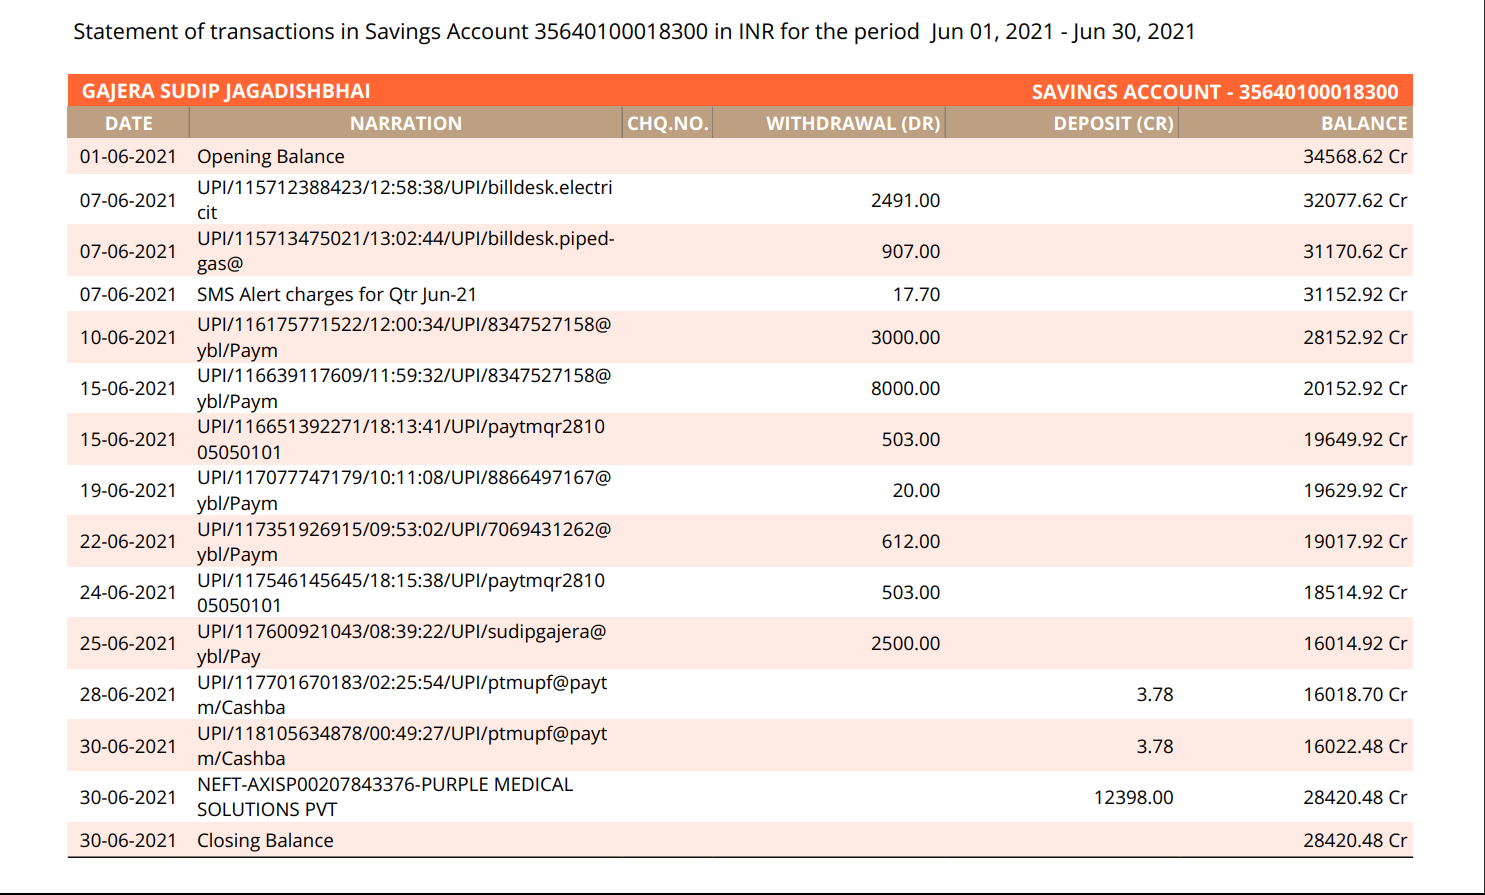 Statement of transactions in Savings Account 35640100018300 in INR for the period  Jun 01, 2021 - Jun 30, 2021
GAJERA SUDIP JAGADISHBHAI SAVINGS ACCOUNT - 35640100018300
DATE NARRATION CHQ.NO. WITHDRAWAL (DR) DEPOSIT (CR) BALANCE
01-06-2021 Opening Balance 34568.62 Cr
UPI/115712388423/12:58:38/UPI/billdesk.electri
07-06-2021 2491.00 32077.62 Cr
cit
UPI/115713475021/13:02:44/UPI/billdesk.piped-
07-06-2021 907.00 31170.62 Cr
gas@
07-06-2021 SMS Alert charges for Qtr Jun-21 17.70 31152.92 Cr
UPI/116175771522/12:00:34/UPI/8347527158@
10-06-2021 3000.00 28152.92 Cr
ybl/Paym
UPI/116639117609/11:59:32/UPI/8347527158@
15-06-2021 8000.00 20152.92 Cr
ybl/Paym
UPI/116651392271/18:13:41/UPI/paytmqr2810
15-06-2021 503.00 19649.92 Cr
05050101
UPI/117077747179/10:11:08/UPI/8866497167@
19-06-2021 20.00 19629.92 Cr
ybl/Paym
UPI/117351926915/09:53:02/UPI/7069431262@
22-06-2021 612.00 19017.92 Cr
ybl/Paym
UPI/117546145645/18:15:38/UPI/paytmqr2810
24-06-2021 503.00 18514.92 Cr
05050101
UPI/117600921043/08:39:22/UPI/sudipgajera@
25-06-2021 2500.00 16014.92 Cr
ybl/Pay
UPI/117701670183/02:25:54/UPI/ptmupf@payt
28-06-2021 3.78 16018.70 Cr
m/Cashba
UPI/118105634878/00:49:27/UPI/ptmupf@payt
30-06-2021 3.78 16022.48 Cr
m/Cashba
NEFT-AXISP00207843376-PURPLE MEDICAL
30-06-2021 12398.00 28420.48 Cr
SOLUTIONS PVT
30-06-2021 Closing Balance 28420.48 Cr